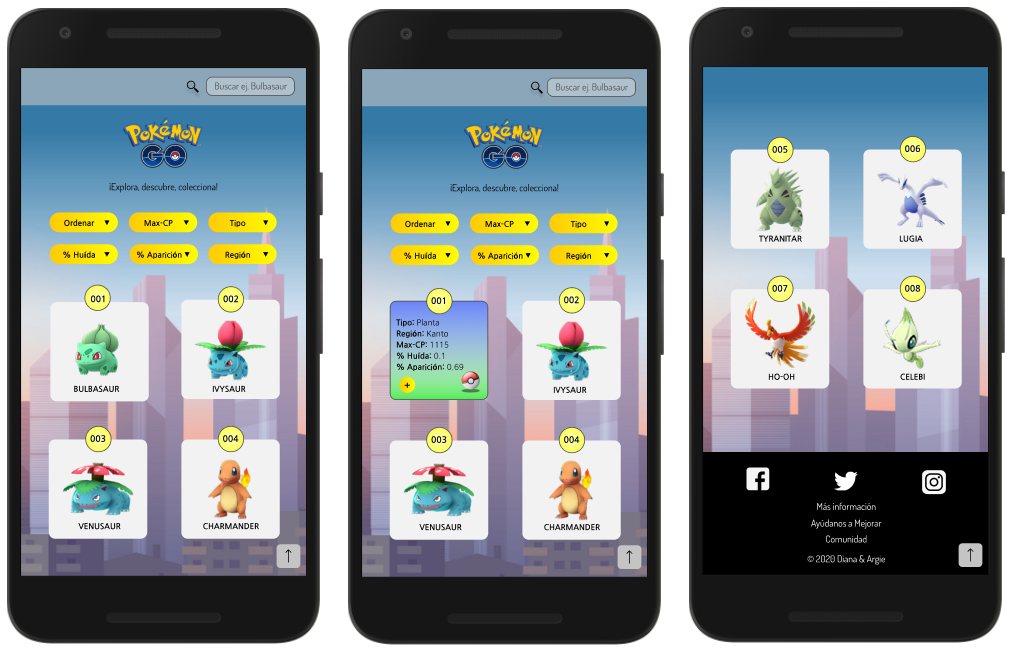 Buscar ej. Bulbasaur
POKÉMON
GO
¡Explora, descubre, colecciona!
Ordenar ▼ Max-CP ▼ Tipo ▼
% Huída ▼ % Aparición ▼ Región ▼
001 002
BULBASAUR IVYSAUR
003 004
VENUSAUR CHARMANDER
↑
Buscar ej. Bulbasaur
POKÉMON
GO
¡Explora, descubre, colecciona!
Ordenar ▼ Max-CP ▼ Tipo ▼
% Huída ▼ % Aparición ▼ Región ▼
001 002
Tipo: Planta
Región: Kanto
Max-CP: 1115
% Huída: 0.1
% Aparición: 0.69
+
IVYSAUR
003 004
VENUSAUR CHARMANDER
↑
005 006
TYRANITAR LUGIA
007 008
HO-OH CELEBI
Más información
Ayúdanos a Mejorar
Comunidad
© 2020 Diana & Argie
↑